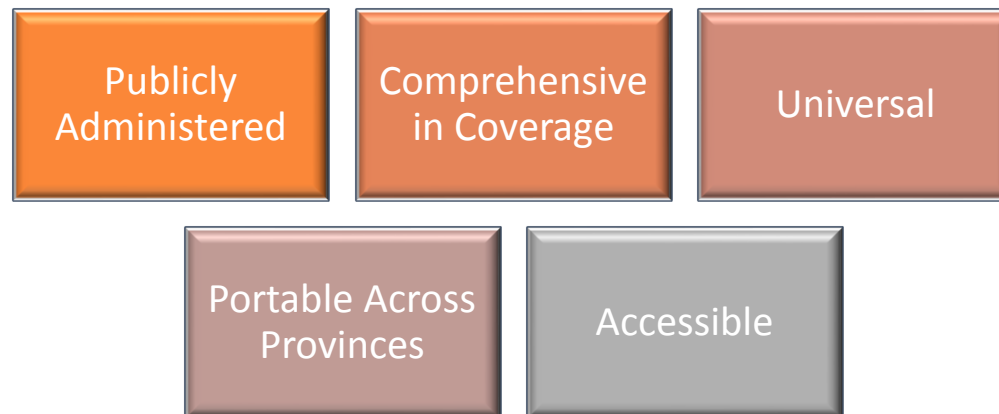 Publicly
Administered
Comprehensive
in Coverage
Universal
Portable Across
Provinces
Accessible